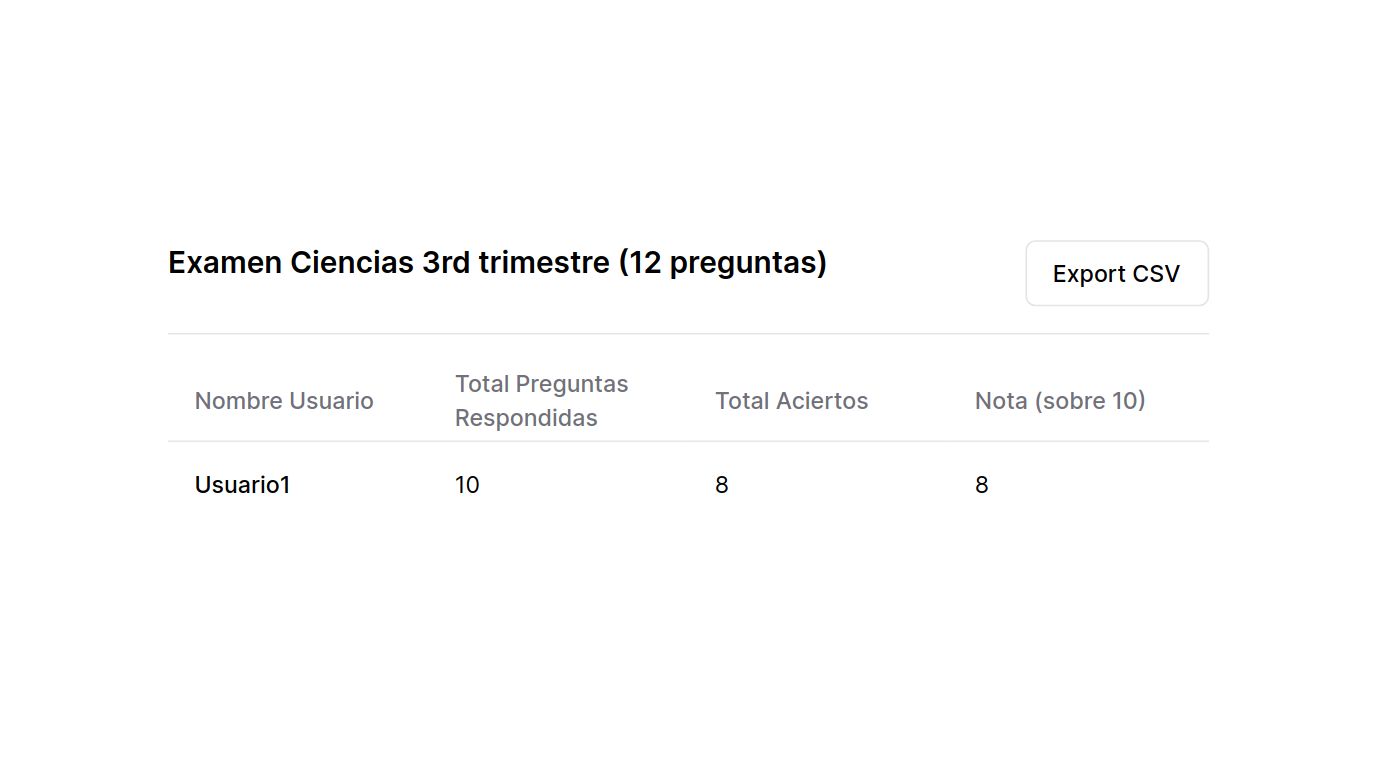 Examen Ciencias 3rd trimestre (12 preguntas)
Export CSV
Nombre Usuario
Total Preguntas
Respondidas
Total Aciertos
Nota (sobre 10)
Usuario1
10
8
8